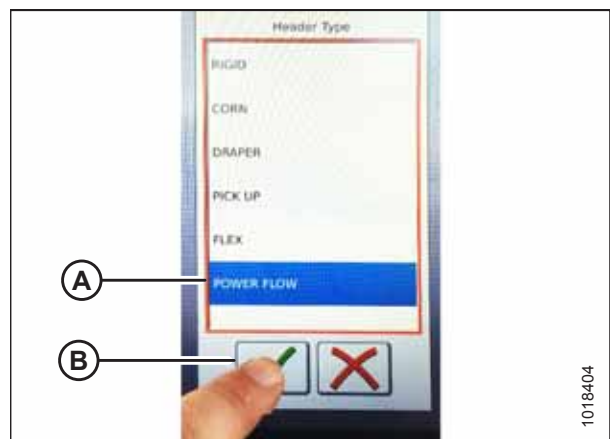 Header Type
RIGID
CORN
DRAPER
PICK UP
FLEX
A
POWER FLOW
B
1018404